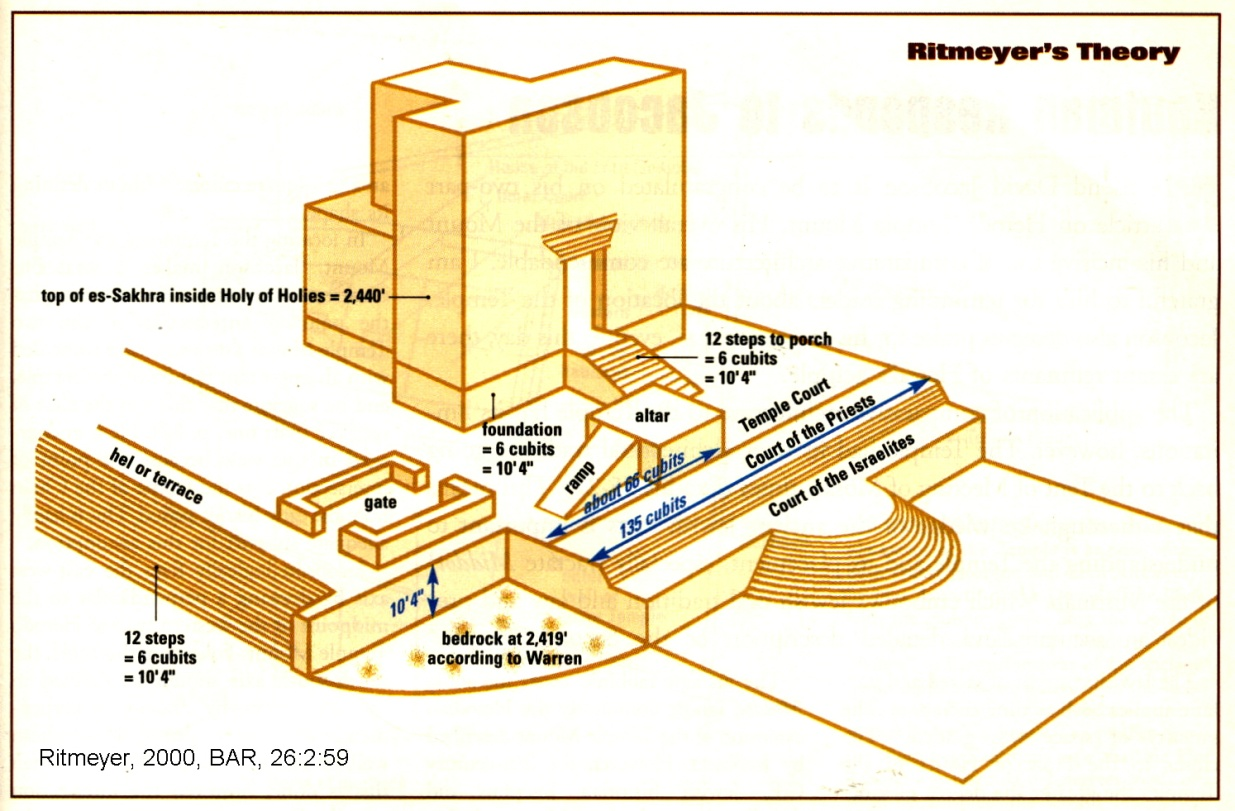 Ritmeyer's Theory
top of es-Sakhra inside Holy of Holies = 2,440'
12 steps to porch
= 6 cubits
= 10'4"
altar
Temple Court
Court of the Priests
Court of the Israelites
foundation
= 6 cubits
= 10'4"
ramp
about 66 cubits
135 cubits
hel or terrace
gate
10'4"
bedrock at 2,419'
according to Warren
12 steps
= 6 cubits
= 10'4"
Ritmeyer, 2000, BAR, 26:2:59